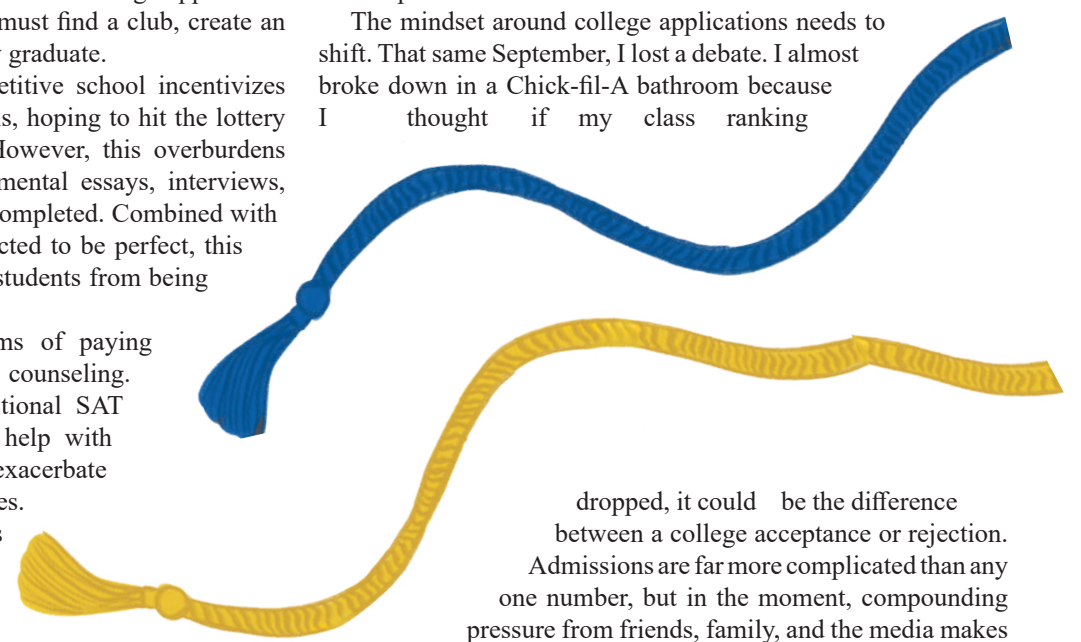 must find a club, create an
graduate.
etitive school incentivizes
hoping to hit the lottery
However, this overburdens
mental essays, interviews,
completed. Combined with
cted to be perfect, this
students from being
ms of paying
counseling.
tional SAT
help with
exacerbate
es.
s
The mindset around college applications needs to
shift. That same September, I lost a debate. I almost
broke down in a Chick-fil-A bathroom because
I thought if my class ranking
dropped, it could be the difference
between a college acceptance or rejection.
Admissions are far more complicated than any
one number, but in the moment, compounding
pressure from friends, family, and the media makes